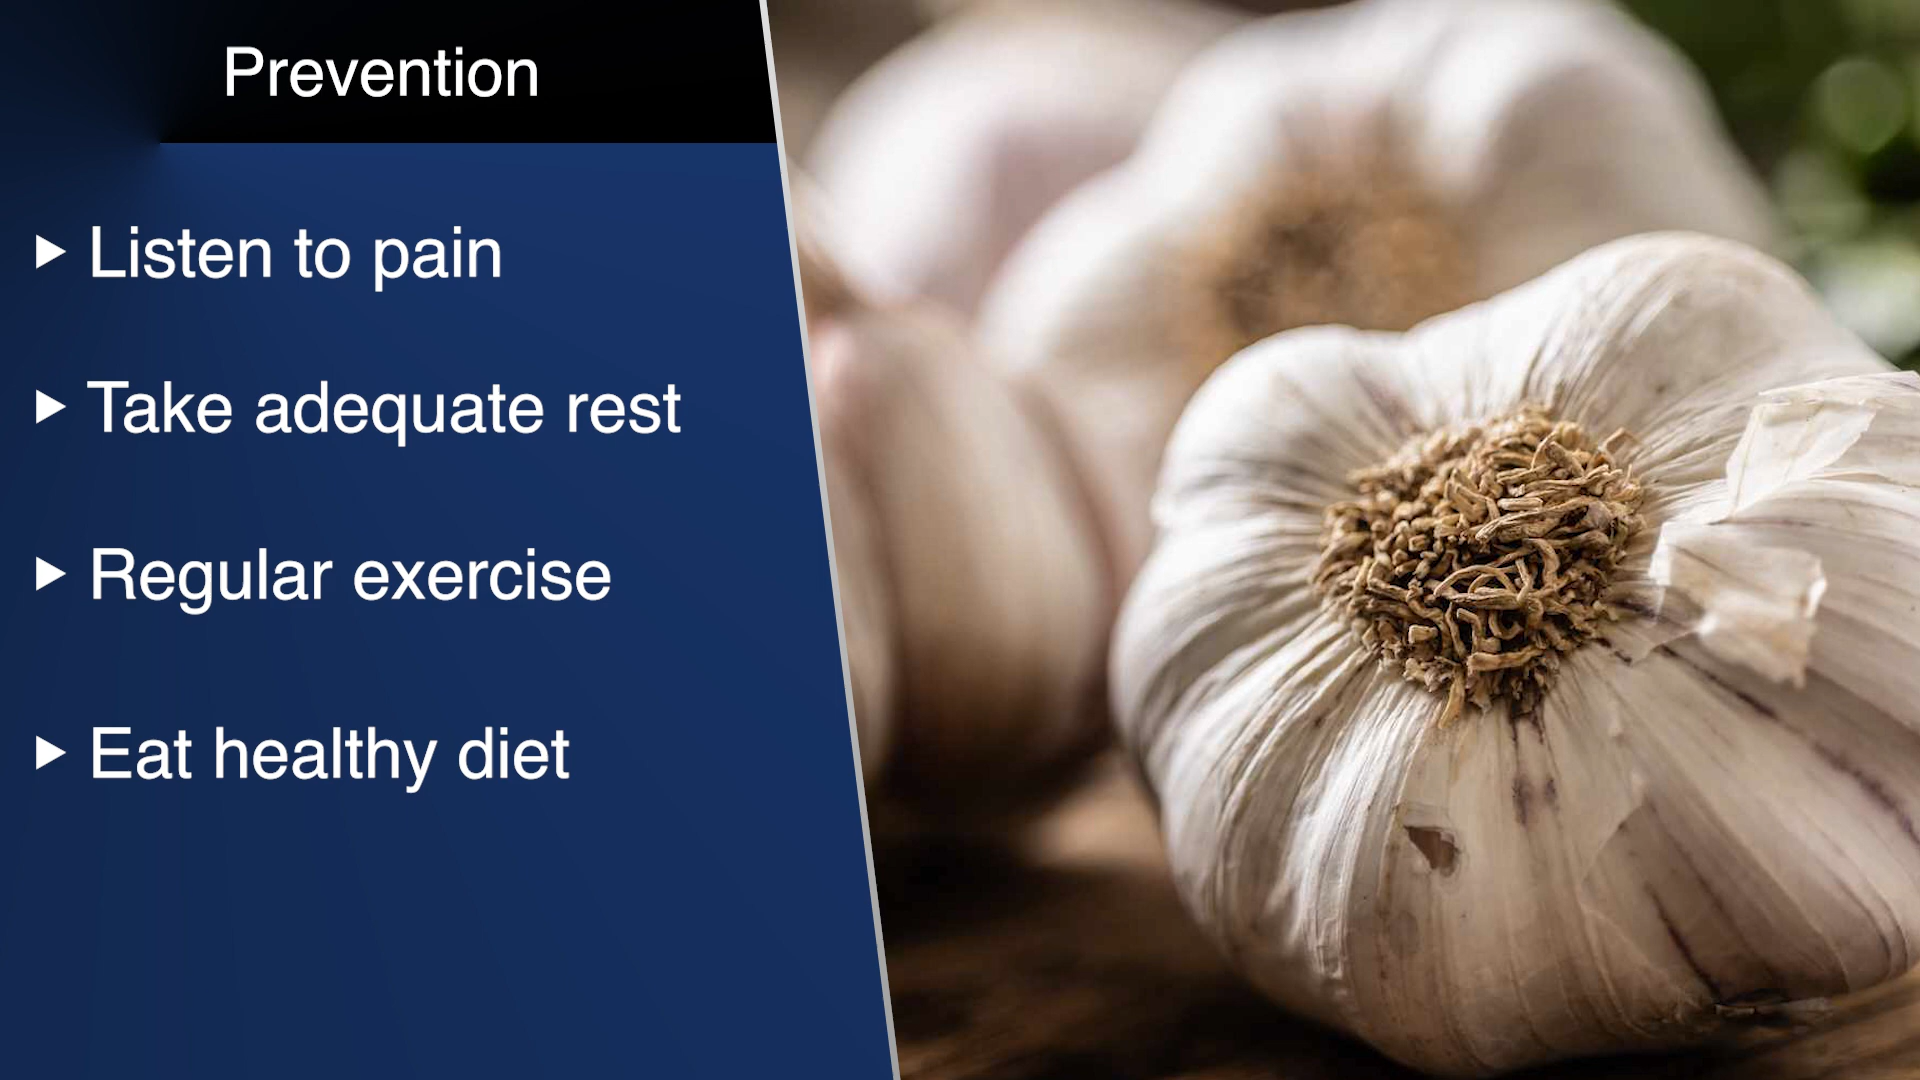 Prevention
Listen to pain
Take adequate rest
Regular exercise
Eat healthy diet